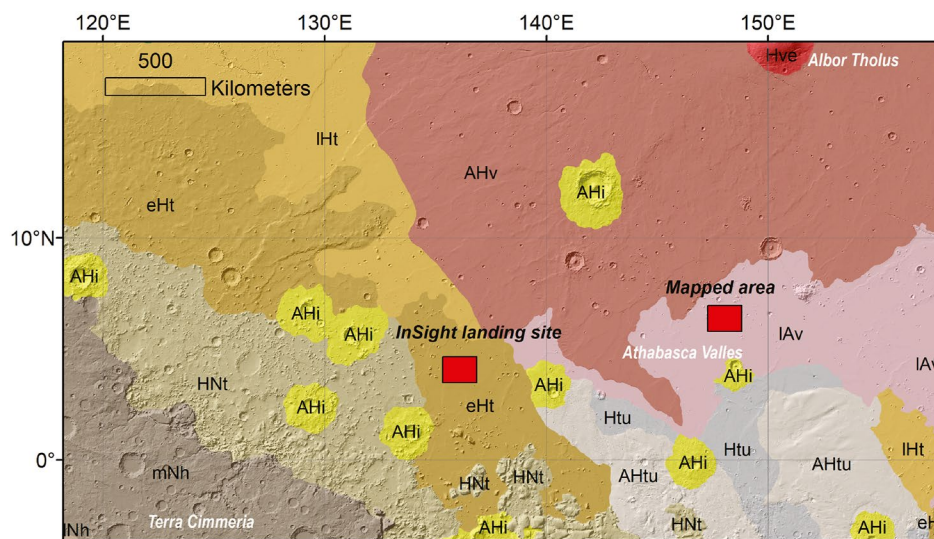 120°E
130°E
140°E
150°E
500
Kilometers
Hve
Albor Tholus
lHt
AHv
AHi
eHt
10°N
AHi
Mapped area
AHi
InSight landing site
AHi
lAv
Athabasca Valles
lAv
AHi
AHi
HNt
eHt
AHi
AHi
Htu
Htu
lHt
0°
AHi
mNh
HNt
HNt
AHtu
AHtu
Terra Cimmeria
lNh
AHi
HNt
AHi
eH